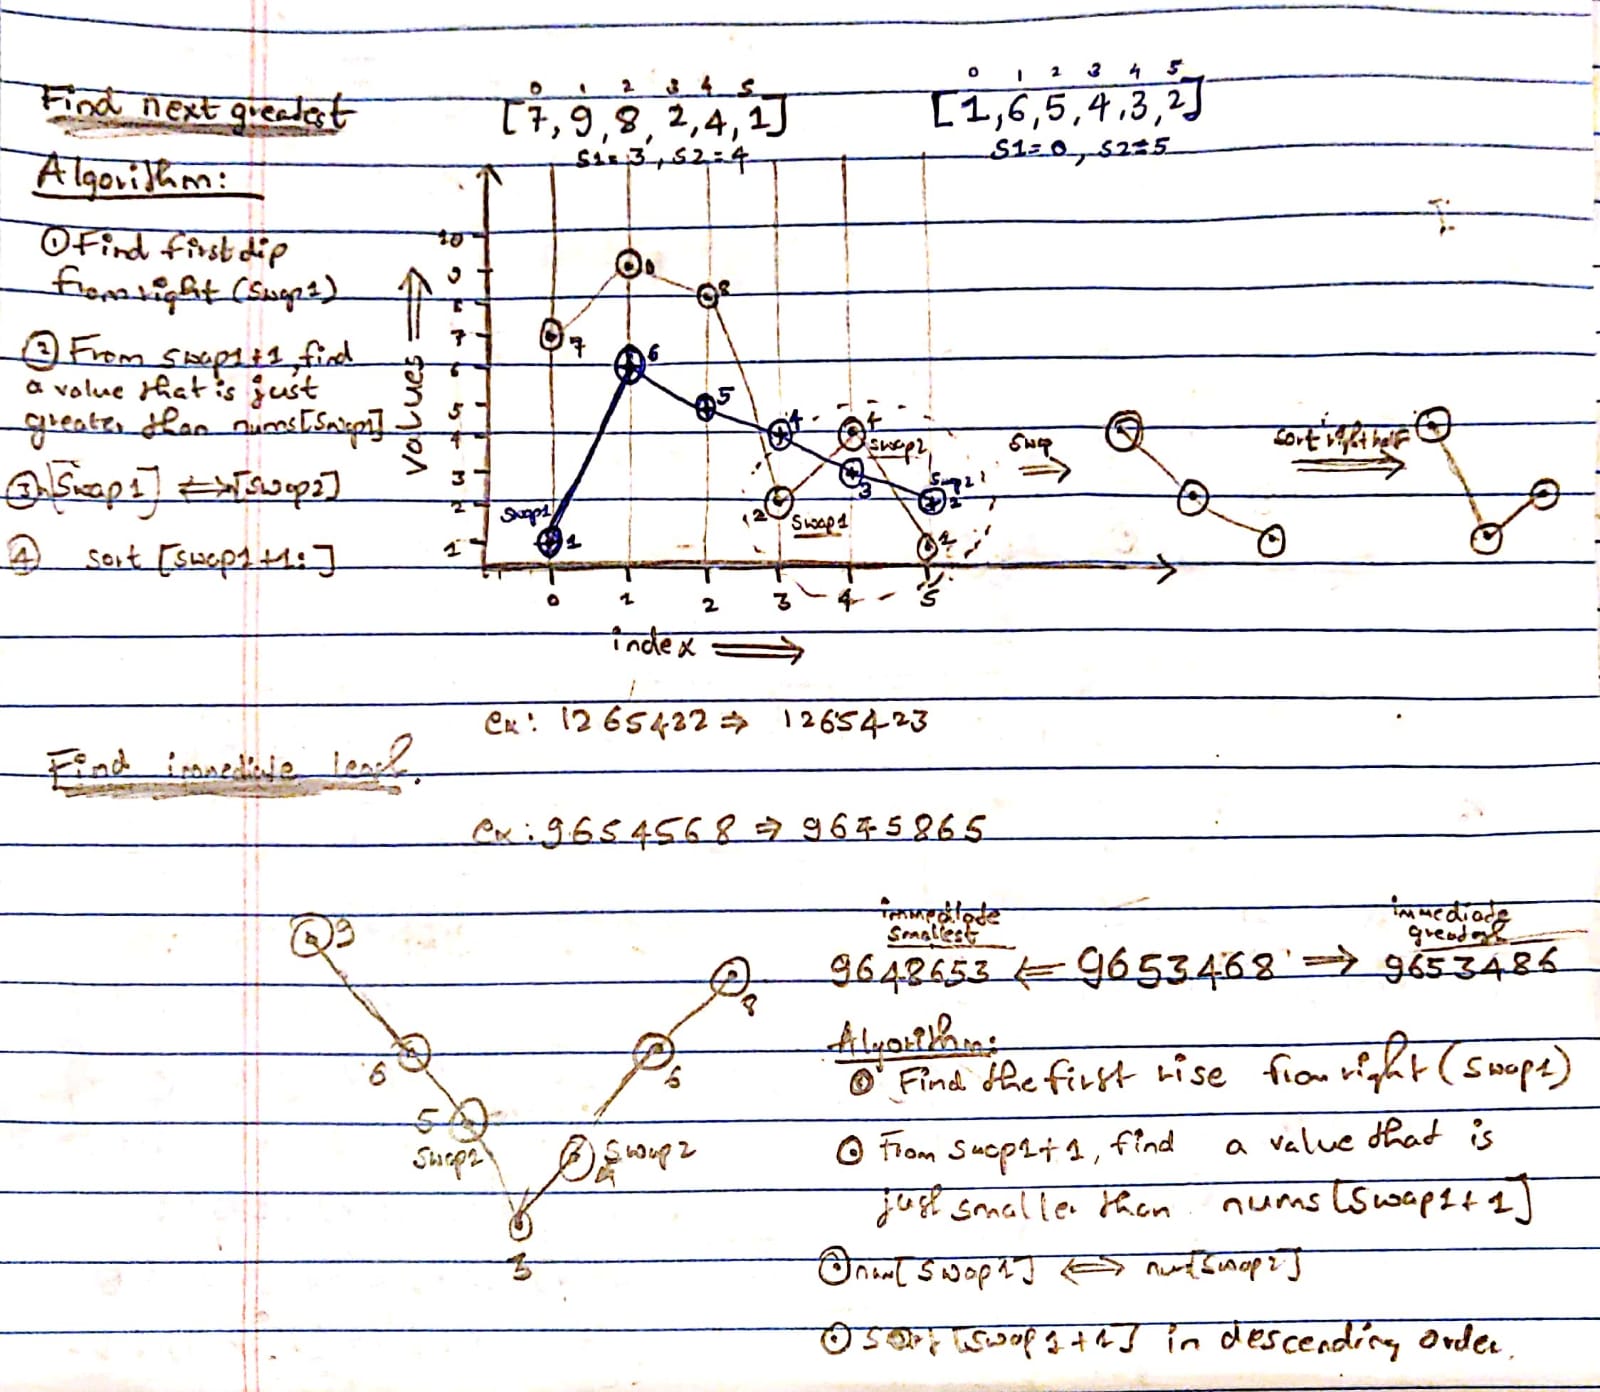 Find next greatest
0 1 2 3 4 5
[7, 9, 8, 2, 4, 1]
S1=3, S2=4
0 1 2 3 4 5
[1,6,5,4,3,2]
S1=0, S2=5
Algorithm:
① Find first dip
from right (swap1)
② From swap1+1, find
a value that is just
greater than nums[swap1]
③ [swap1] ⇔ [swap2]
④ sort [swap1+1:]
values
10
9
8
7
6
5
4
3
2
1
7
9
8
6
5
4
4
swap2
swap2
3
2
2
swap1
swap1
1
1
0 1 2 3 4 5
index
swap
sort right half
ex: 1265422 ⇒ 1265423
Find immediate least.
ex: 9654568 ⇒ 9645865
9
6
5
swap1
3
4
swap2
6
8
immediate
smallest
immediate
greatest
9648653 ⇐ 9653468 ⇒ 9653486
Algorithm:
① Find the first rise from right (swap1)
⊙ From swap1+1, find a value that is
just smaller than nums[swap1+1]
⊙ num[swap1] ⇔ num[swap2]
⊙ sort [swap1+1] in descending order.